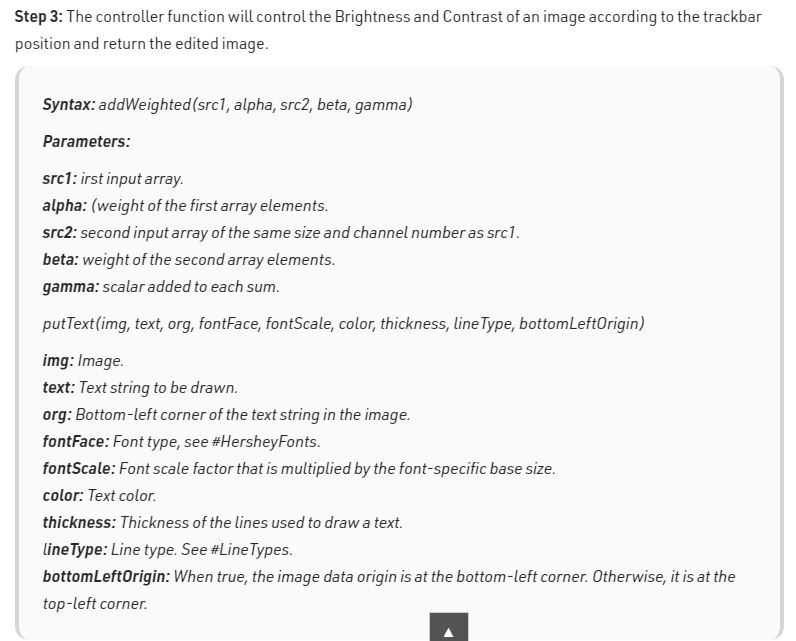 Step 3: The controller function will control the Brightness and Contrast of an image according to the trackbar
position and return the edited image.
Syntax: addWeighted(src1, alpha, src2, beta, gamma)
Parameters:
src1: irst input array.
alpha: (weight of the first array elements.
src2: second input array of the same size and channel number as src1.
beta: weight of the second array elements.
gamma: scalar added to each sum.
putText(img, text, org, fontFace, fontScale, color, thickness, lineType, bottomLeftOrigin)
img: Image.
text: Text string to be drawn.
org: Bottom-left corner of the text string in the image.
fontFace: Font type, see #HersheyFonts.
fontScale: Font scale factor that is multiplied by the font-specific base size.
color: Text color.
thickness: Thickness of the lines used to draw a text.
lineType: Line type. See #LineTypes.
bottomLeftOrigin: When true, the image data origin is at the bottom-left corner. Otherwise, it is at the
top-left corner.